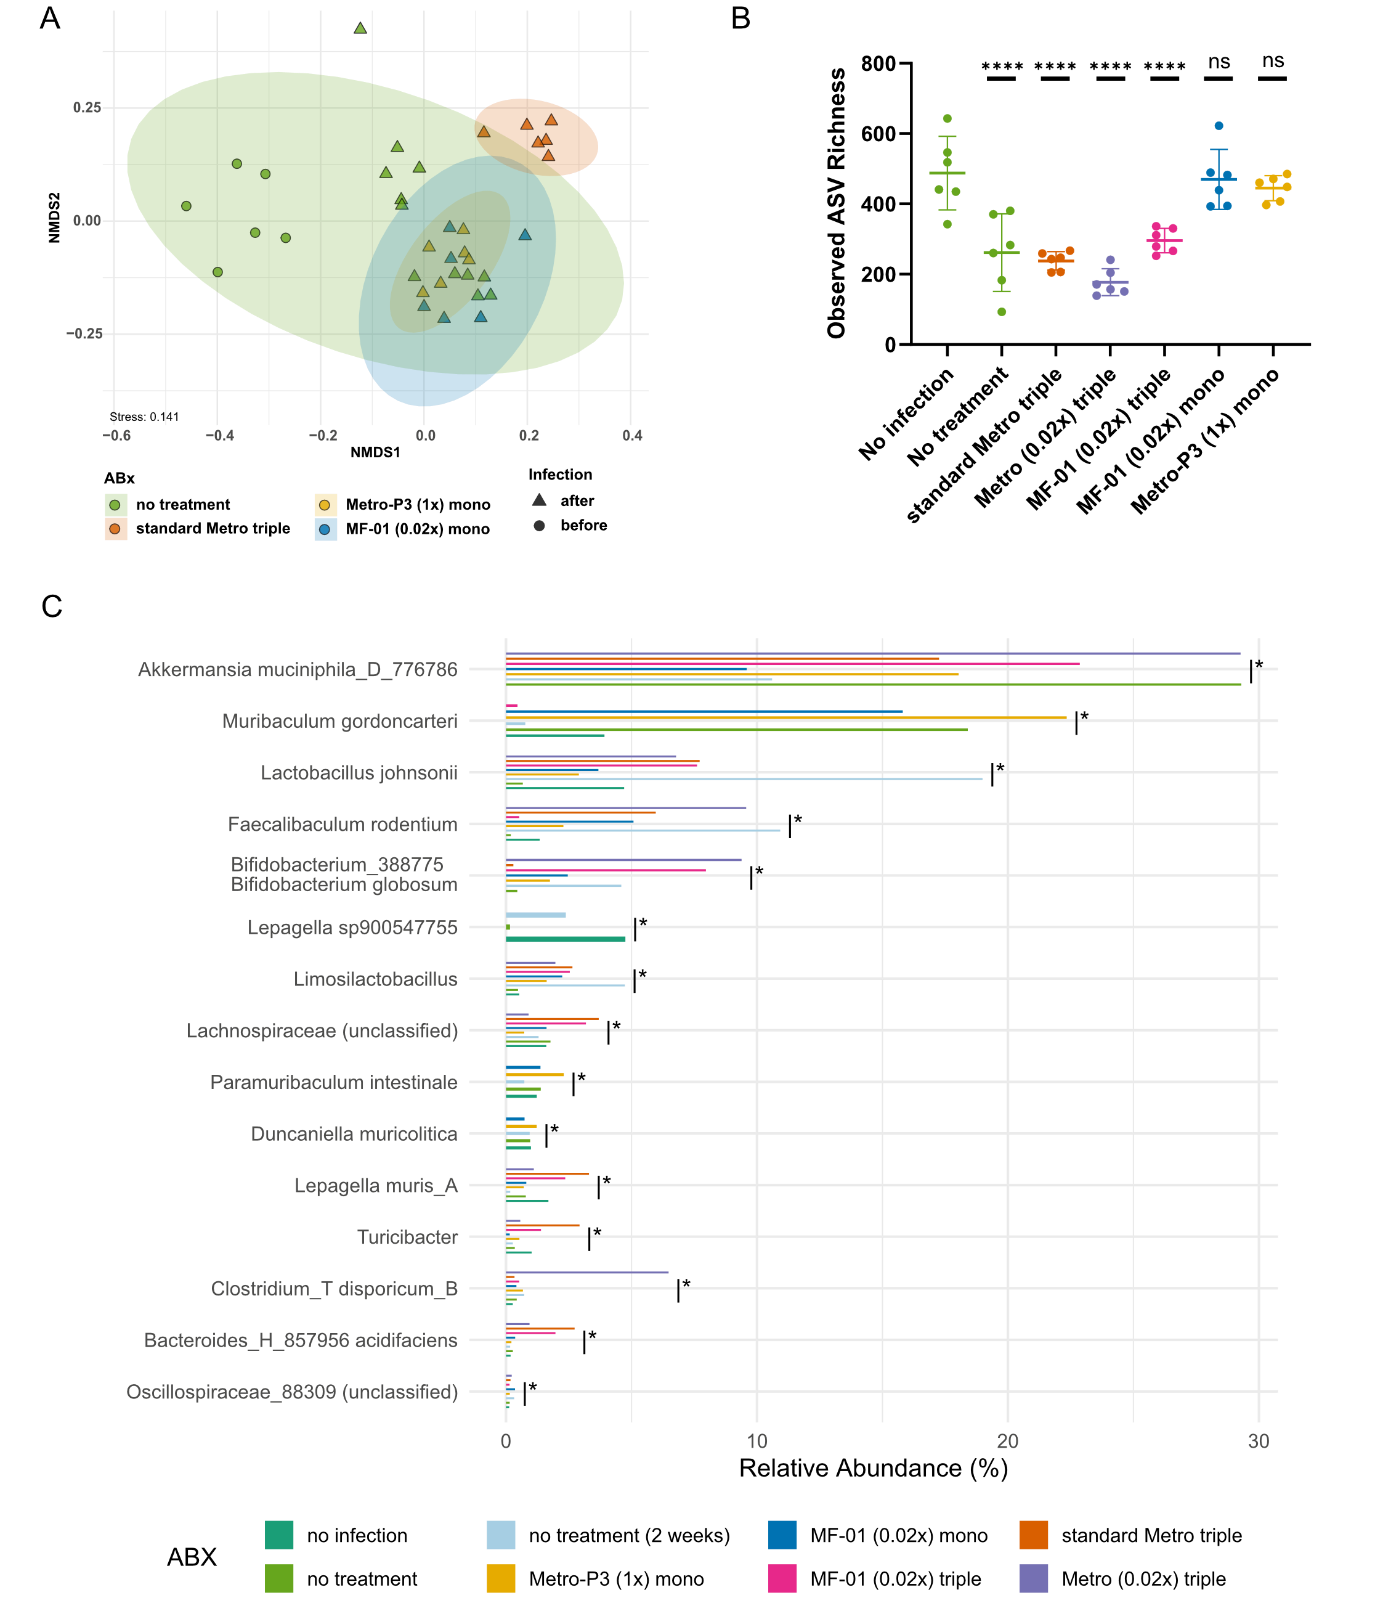 A
0.25
0.00
−0.25
NMDS2
Stress: 0.141
−0.6
−0.4
−0.2
0.0
0.2
0.4
NMDS1
ABx
no treatment
standard Metro triple
Metro-P3 (1x) mono
MF-01 (0.02x) mono
Infection
after
before
B
Observed ASV Richness
800
600
400
200
0
****
****
****
****
ns
ns
No infection
No treatment
standard Metro triple
Metro (0.02x) triple
MF-01 (0.02x) triple
MF-01 (0.02x) mono
Metro-P3 (1x) mono
C
Akkermansia muciniphila_D_776786
*
Muribaculum gordoncarteri
*
Lactobacillus johnsonii
*
Faecalibaculum rodentium
*
Bifidobacterium_388775
Bifidobacterium globosum
*
Lepagella sp900547755
*
Limosilactobacillus
*
Lachnospiraceae (unclassified)
*
Paramuribaculum intestinale
*
Duncaniella muricolitica
*
Lepagella muris_A
*
Turicibacter
*
Clostridium_T disporicum_B
*
Bacteroides_H_857956 acidifaciens
*
Oscillospiraceae_88309 (unclassified)
*
0
10
20
30
Relative Abundance (%)
ABX
no infection
no treatment
no treatment (2 weeks)
Metro-P3 (1x) mono
MF-01 (0.02x) mono
MF-01 (0.02x) triple
standard Metro triple
Metro (0.02x) triple